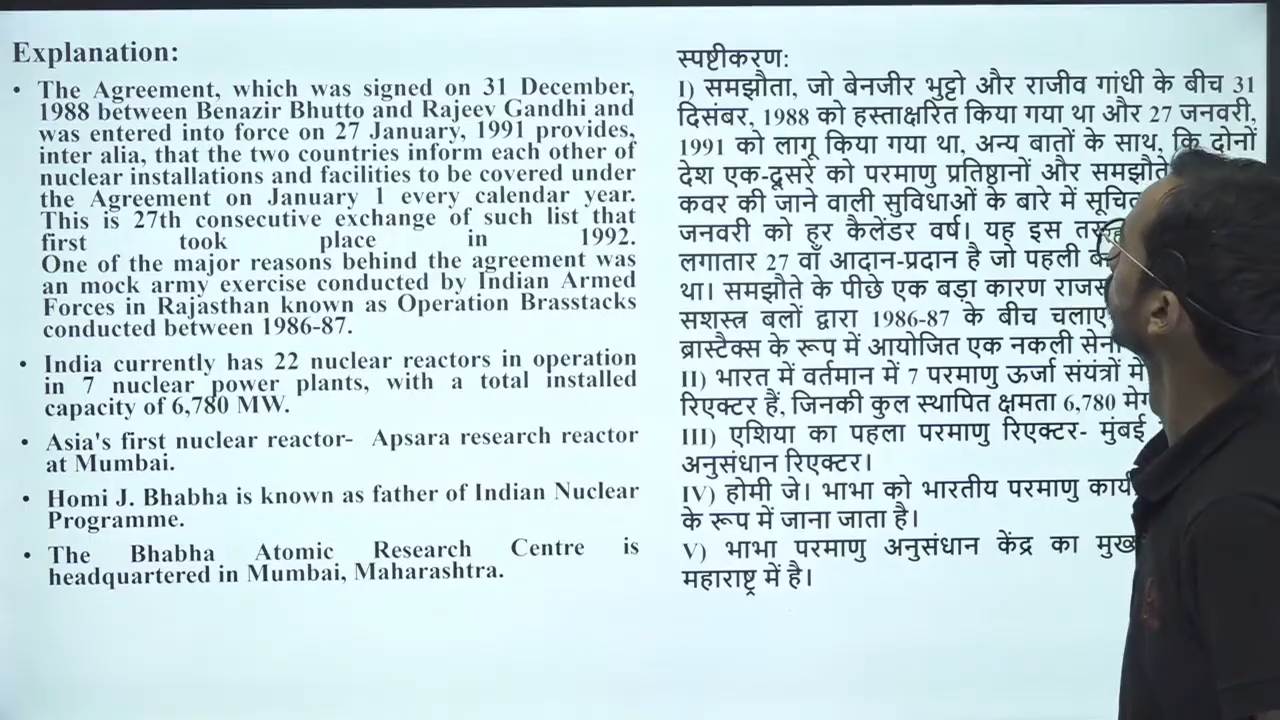 Explanation:
• The Agreement, which was signed on 31 December,
1988 between Benazir Bhutto and Rajeev Gandhi and
was entered into force on 27 January, 1991 provides,
inter alia, that the two countries inform each other of
nuclear installations and facilities to be covered under
the Agreement on January 1 every calendar year.
This is 27th consecutive exchange of such list that
first took place in 1992.
One of the major reasons behind the agreement was
an mock army exercise conducted by Indian Armed
Forces in Rajasthan known as Operation Brasstacks
conducted between 1986-87.
• India currently has 22 nuclear reactors in operation
in 7 nuclear power plants, with a total installed
capacity of 6,780 MW.
• Asia's first nuclear reactor- Apsara research reactor
at Mumbai.
• Homi J. Bhabha is known as father of Indian Nuclear
Programme.
• The Bhabha Atomic Research Centre is
headquartered in Mumbai, Maharashtra.
स्पष्टीकरण:
I) समझौता, जो बेनजीर भुट्टो और राजीव गांधी के बीच 31
दिसंबर, 1988 को हस्ताक्षरित किया गया था और 27 जनवरी,
1991 को लागू किया गया था, अन्य बातों के साथ, कि दोनों
देश एक-दूसरे को परमाणु प्रतिष्ठानों और समझौते
कवर की जाने वाली सुविधाओं के बारे में सूचित
जनवरी को हर कैलेंडर वर्ष। यह इस
लगातार 27 वाँ आदान-प्रदान है जो पहली
था। समझौते के पीछे एक बड़ा कारण
सशस्त्र बलों द्वारा 1986-87 के बीच चलाए
ब्रास्टैक्स के रूप में आयोजित एक नकली
II) भारत में वर्तमान में 7 परमाणु ऊर्जा संयंत्रों में
रिएक्टर हैं, जिनकी कुल स्थापित क्षमता 6,780
III) एशिया का पहला परमाणु रिएक्टर- मुंबई
अनुसंधान रिएक्टर।
IV) होमी जे। भाभा को भारतीय परमाणु
के रूप में जाना जाता है।
V) भाभा परमाणु अनुसंधान केंद्र का
महाराष्ट्र में है।